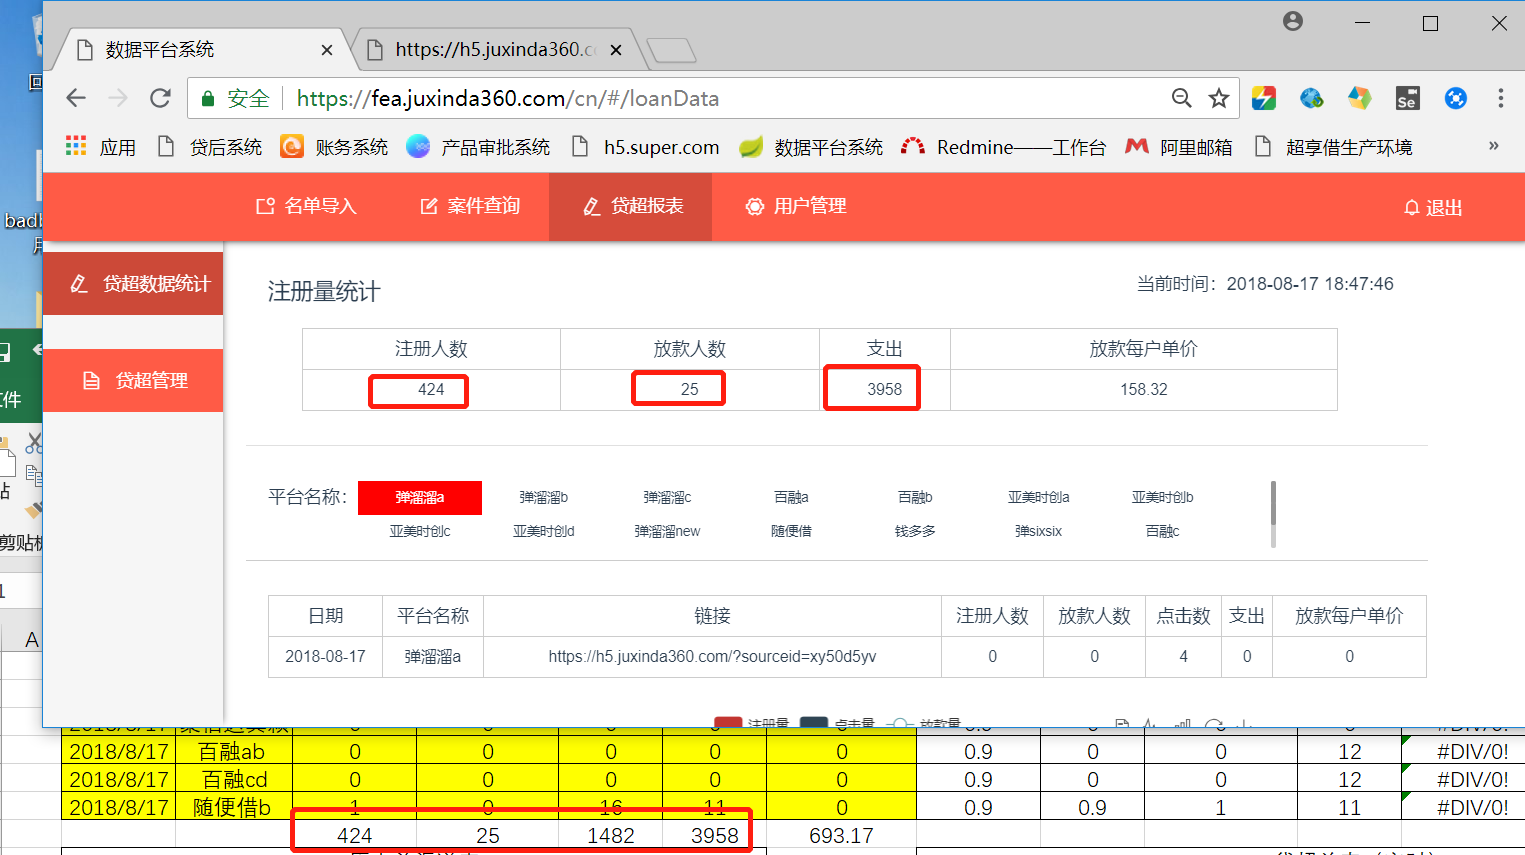 数据平台系统
https://h5.juxinda360.c
安全
https://fea.juxinda360.com/cn/#/loanData
Se
应用
贷后系统
账务系统
产品审批系统
h5.super.com
数据平台系统
Redmine——工作台
阿里邮箱
超享借生产环境
»
名单导入
案件查询
贷超报表
用户管理
退出
贷超数据统计
贷超管理
注册量统计
当前时间：2018-08-17 18:47:46
注册人数 放款人数 支出 放款每户单价
424 25 3958 158.32
平台名称：
弹溜溜a 弹溜溜b 弹溜溜c 百融a 百融b 亚美时创a 亚美时创b
亚美时创c 亚美时创d 弹溜溜new 随便借 钱多多 弹sixsix 百融c
日期 平台名称 链接 注册人数 放款人数 点击数 支出 放款每户单价
2018-08-17 弹溜溜a https://h5.juxinda360.com/?sourceid=xy50d5yv 0 0 4 0 0
注册量 点击量 放款量
2018/8/17 百融ab 0 0 0 0 0 0.9 0 0 12 #DIV/0!
2018/8/17 百融cd 0 0 0 0 0 0.9 0 0 12 #DIV/0!
2018/8/17 随便借b 1 0 16 11 0 0.9 0.9 1 11 #DIV/0!
424 25 1482 3958 693.17
A